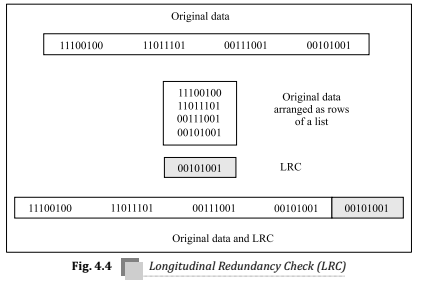 Original data
11100100 11011101 00111001 00101001
11100100
11011101
00111001
00101001
Original data
arranged as rows
of a list
00101001 LRC
11100100 11011101 00111001 00101001 00101001
Original data and LRC
Fig. 4.4 Longitudinal Redundancy Check (LRC)